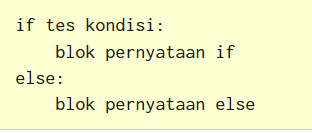 if tes kondisi:
    blok pernyataan if
else:
    blok pernyataan else